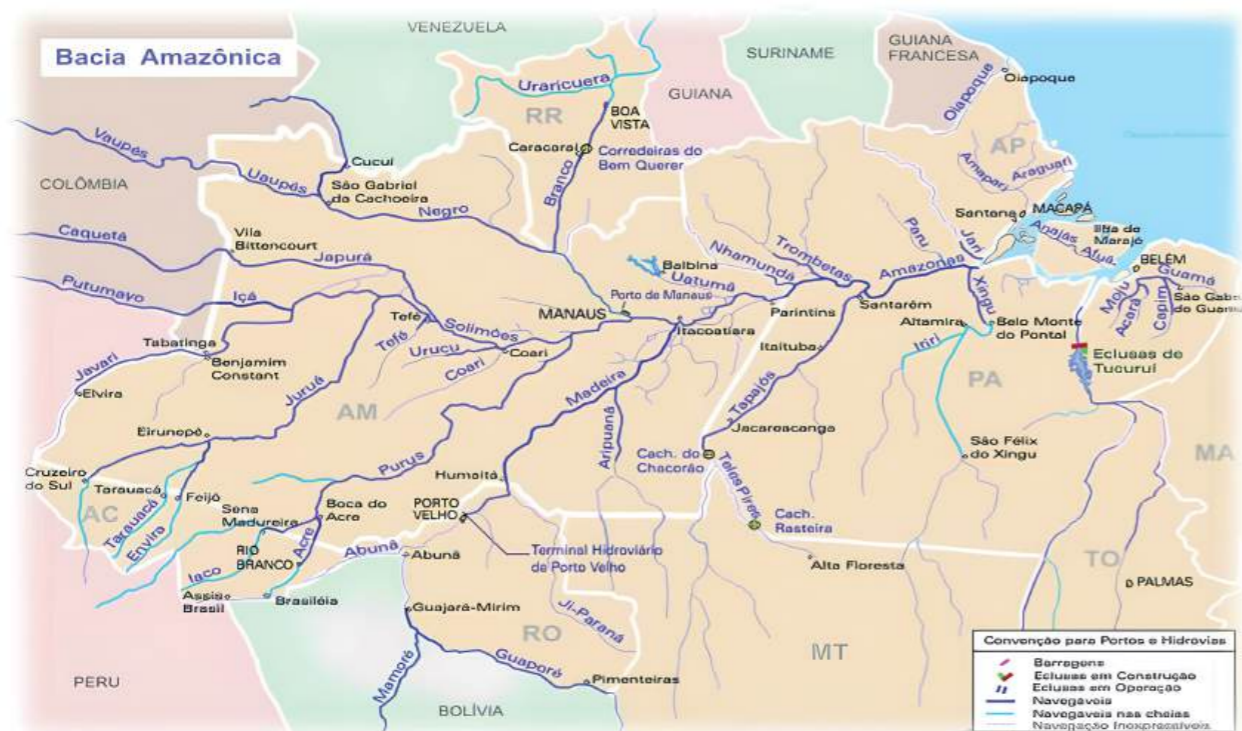 Bacia Amazônica
VENEZUELA
SURINAME
GUIANA
FRANCESA
GUIANA
COLÔMBIA
PERU
BOLÍVIA
Oiapoque
Oiapoque
Uraricuera
RR
BOA
VISTA
Caracaraí
Corredeiras do
Bem Querer
Branco
AP
Araguari
Amapari
Vaupés
Uaupés
Cucuí
São Gabriel
da Cachoeira
Negro
Santana
MACAPÁ
Ilha de
Marajó
Anajás
Afuá
BELÉM
Guamá
Moju
Acará
Capim
Caquetá
Vila
Bittencourt
Japurá
Putumayo
Içá
Balbina
Uatumã
Nhamundá
Trombetas
Paru
Jari
Amazonas
Xingu
Porto de Manaus
MANAUS
Itacoatiara
Parintins
Santarém
Altamira
Belo Monte
do Pontal
Iriri
Itaituba
Eclusas de
Tucuruí
Tefé
Tefé
Solimões
Urucu
Coari
Coari
Tabatinga
Benjamim
Constant
Javari
Elvira
Juruá
AM
Madeira
PA
Tapajós
Jacareacanga
Eirunepé
Purus
Aripuanã
Cach. do
Chacorão
São Félix
do Xingu
MA
Humaitá
Cruzeiro
do Sul
Tarauacá
Feijó
AC
Tarauacá
Envira
Sena
Madureira
Boca do
Acre
PORTO
VELHO
Teles Pires
Cach.
Rasteira
RIO
BRANCO
Acre
Abunã
Abunã
Terminal Hidroviário
de Porto Velho
Alta Floresta
TO
PALMAS
Iaco
Assis
Brasil
Brasiléia
Guajará-Mirim
Ji-Paraná
RO
MT
Guaporé
Mamoré
Pimenteiras
Convenção para Portos e Hidrovias
Barragens
Eclusas em Construção
Eclusas em Operação
Navegáveis
Navegáveis nas cheias
Navegação Inexpressíveis